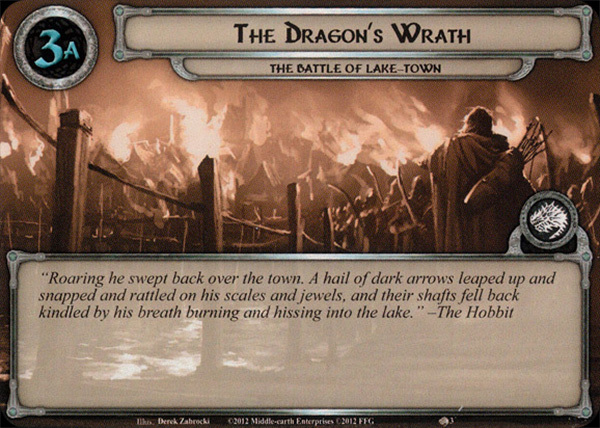 3A
THE DRAGON'S WRATH
THE BATTLE OF LAKE-TOWN
“Roaring he swept back over the town. A hail of dark arrows leaped up and
snapped and rattled on his scales and jewels, and their shafts fell back
kindled by his breath burning and hissing into the lake.” –The Hobbit
Illus. Derek Zabrocki ©2012 Middle-earth Enterprises ©2012 FFG 3